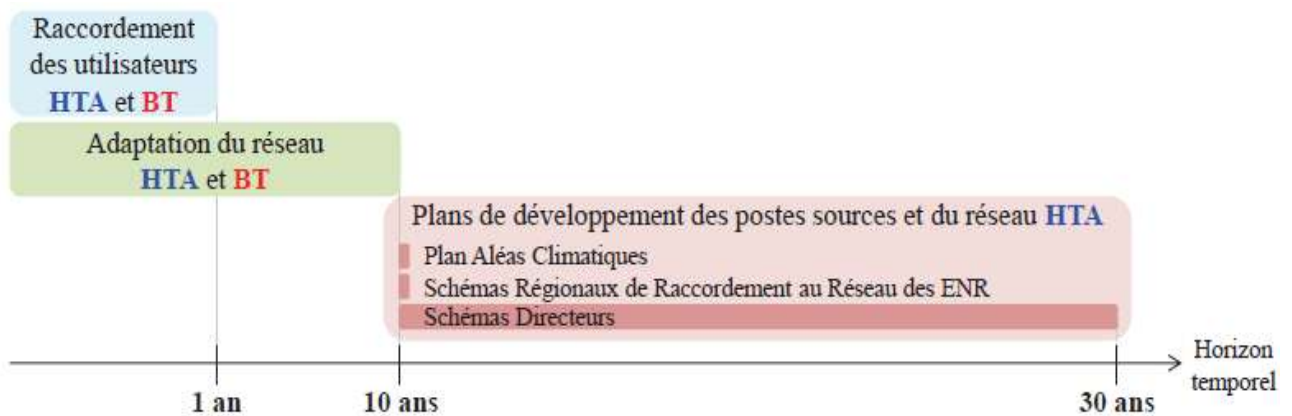 Raccordement
des utilisateurs
HTA et BT
Adaptation du réseau
HTA et BT
Plans de développement des postes sources et du réseau HTA
Plan Aléas Climatiques
Schémas Régionaux de Raccordement au Réseau des ENR
Schémas Directeurs
Horizon
temporel
1 an
10 ans
30 ans